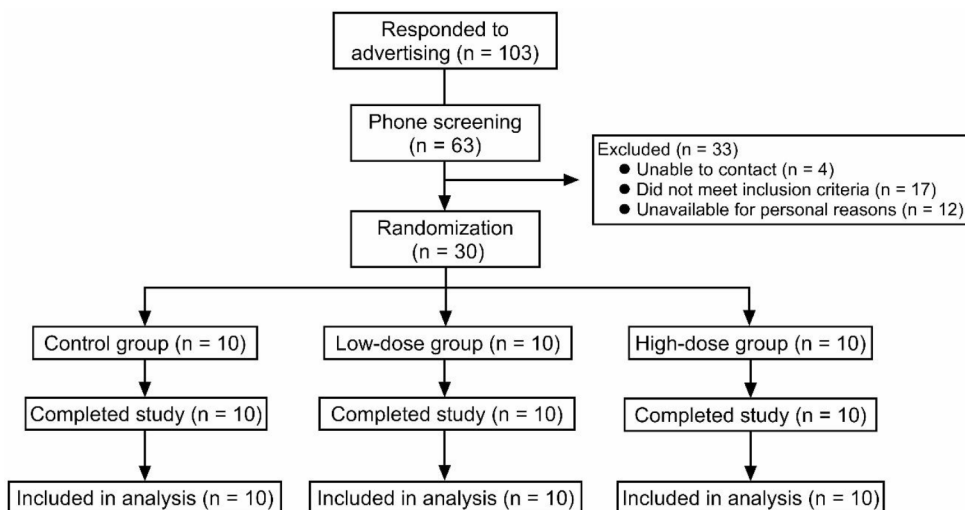 Responded to
advertising (n = 103)
Phone screening
(n = 63)
Excluded (n = 33)
● Unable to contact (n = 4)
● Did not meet inclusion criteria (n = 17)
● Unavailable for personal reasons (n = 12)
Randomization
(n = 30)
Control group (n = 10)
Low-dose group (n = 10)
High-dose group (n = 10)
Completed study (n = 10)
Completed study (n = 10)
Completed study (n = 10)
Included in analysis (n = 10)
Included in analysis (n = 10)
Included in analysis (n = 10)